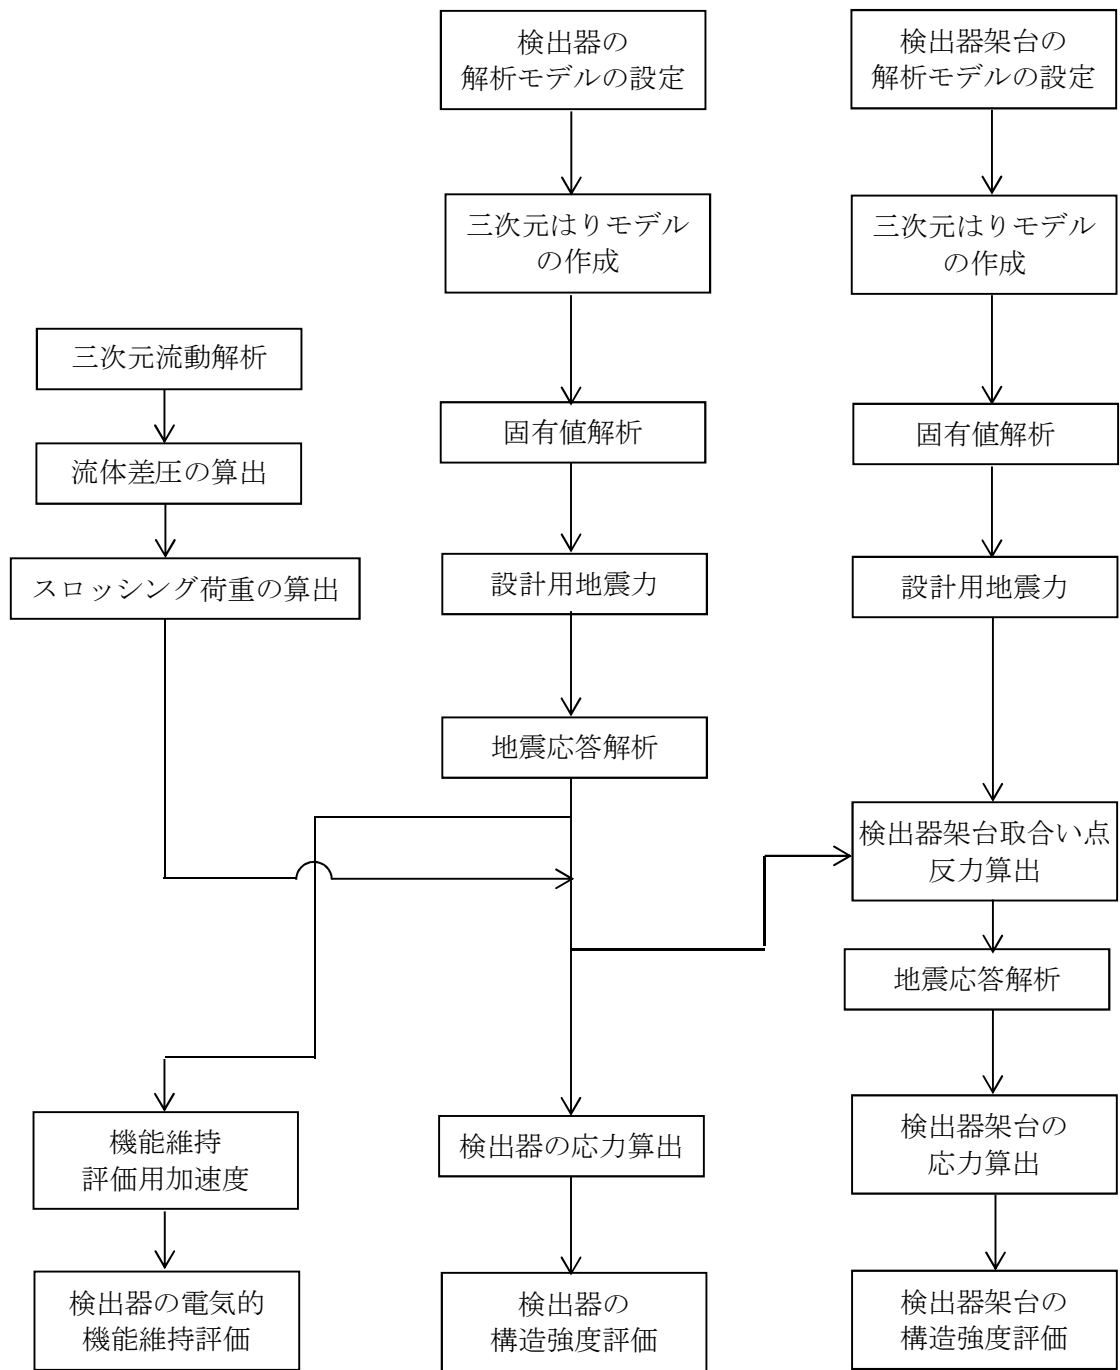 検出器の
解析モデルの設定
検出器架台の
解析モデルの設定
三次元はりモデル
の作成
三次元はりモデル
の作成
三次元流動解析
固有値解析
固有値解析
流体差圧の算出
スロッシング荷重の算出
設計用地震力
設計用地震力
地震応答解析
検出器架台取合い点
反力算出
地震応答解析
機能維持
評価用加速度
検出器の応力算出
検出器架台の
応力算出
検出器の電気的
機能維持評価
検出器の
構造強度評価
検出器架台の
構造強度評価